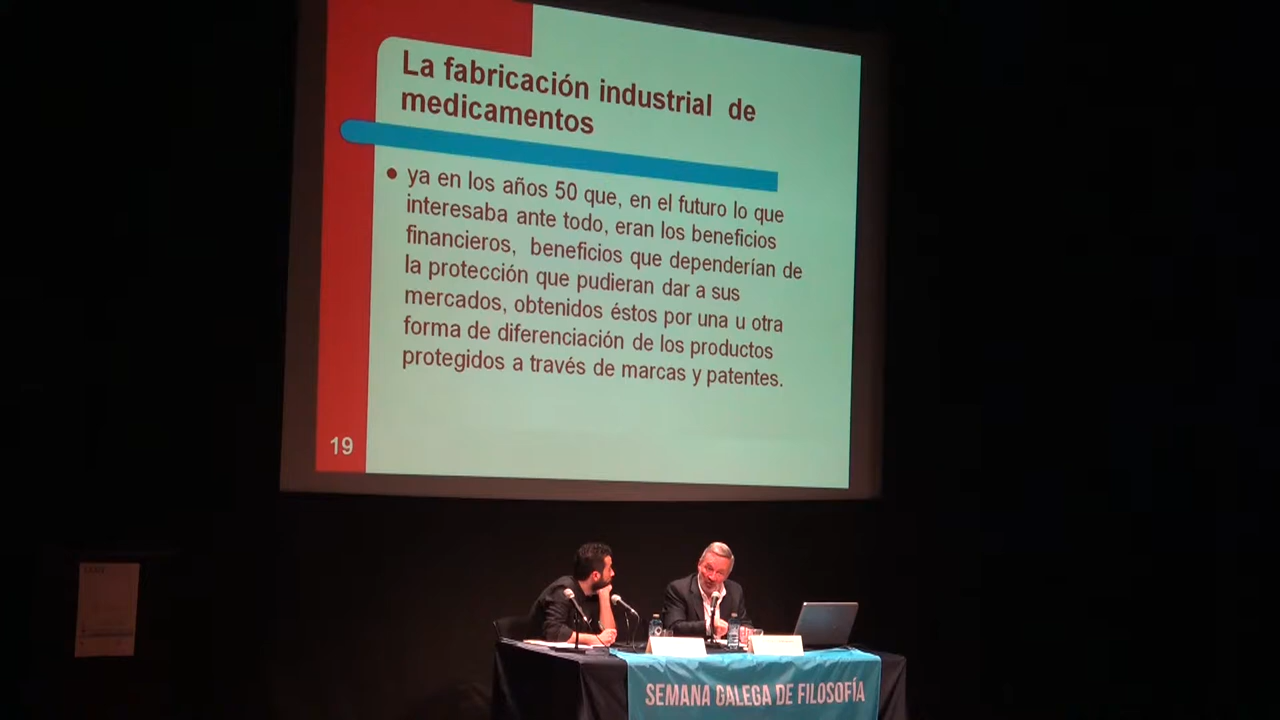 La fabricación industrial de
medicamentos
ya en los años 50 que, en el futuro lo que
interesaba ante todo, eran los beneficios
financieros, beneficios que dependerían de
la protección que pudieran dar a sus
mercados, obtenidos éstos por una u otra
forma de diferenciación de los productos
protegidos a través de marcas y patentes.
19
SEMANA GALEGA DE FILOSOFÍA